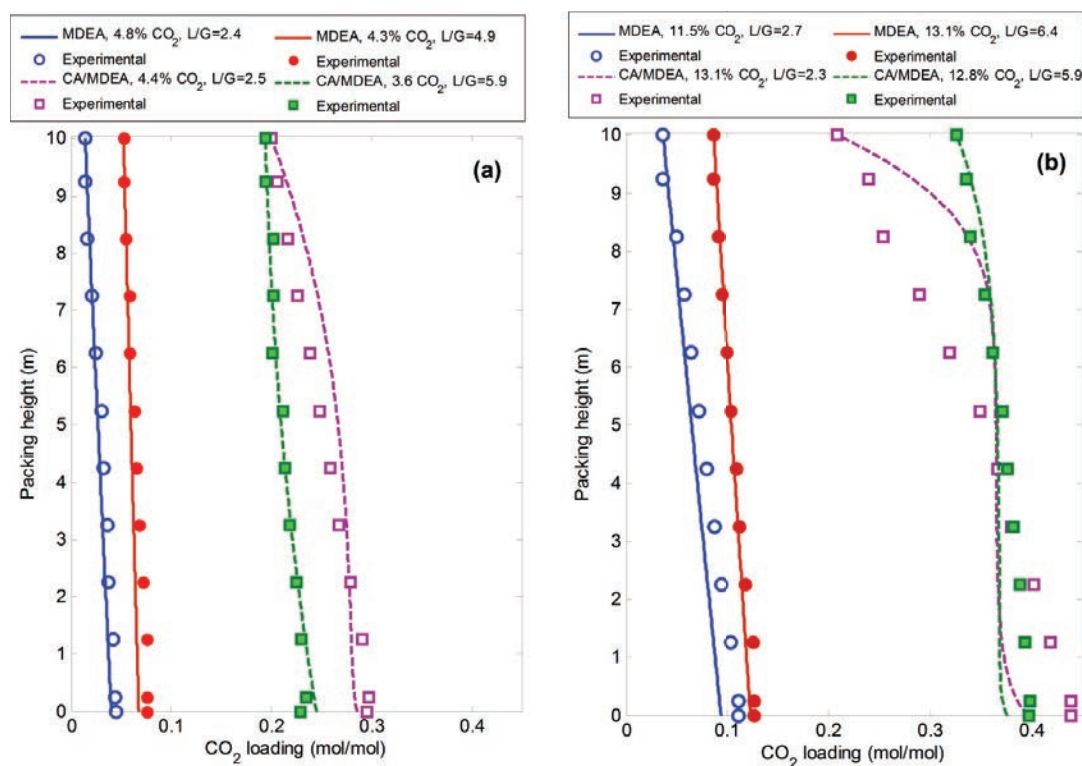 MDEA, 4.8% CO2, L/G=2.4 MDEA, 4.3% CO2, L/G=4.9
Experimental Experimental
CA/MDEA, 4.4% CO2, L/G=2.5 CA/MDEA, 3.6 CO2, L/G=5.9
Experimental Experimental
(a)
Packing height (m)
10
9
8
7
6
5
4
3
2
1
0
0 0.1 0.2 0.3 0.4
CO2 loading (mol/mol)
MDEA, 11.5% CO2, L/G=2.7 MDEA, 13.1% CO2, L/G=6.4
Experimental Experimental
CA/MDEA, 13.1% CO2, L/G=2.3 CA/MDEA, 12.8% CO2, L/G=5.9
Experimental Experimental
(b)
Packing height (m)
10
9
8
7
6
5
4
3
2
1
0
0 0.1 0.2 0.3 0.4
CO2 loading (mol/mol)